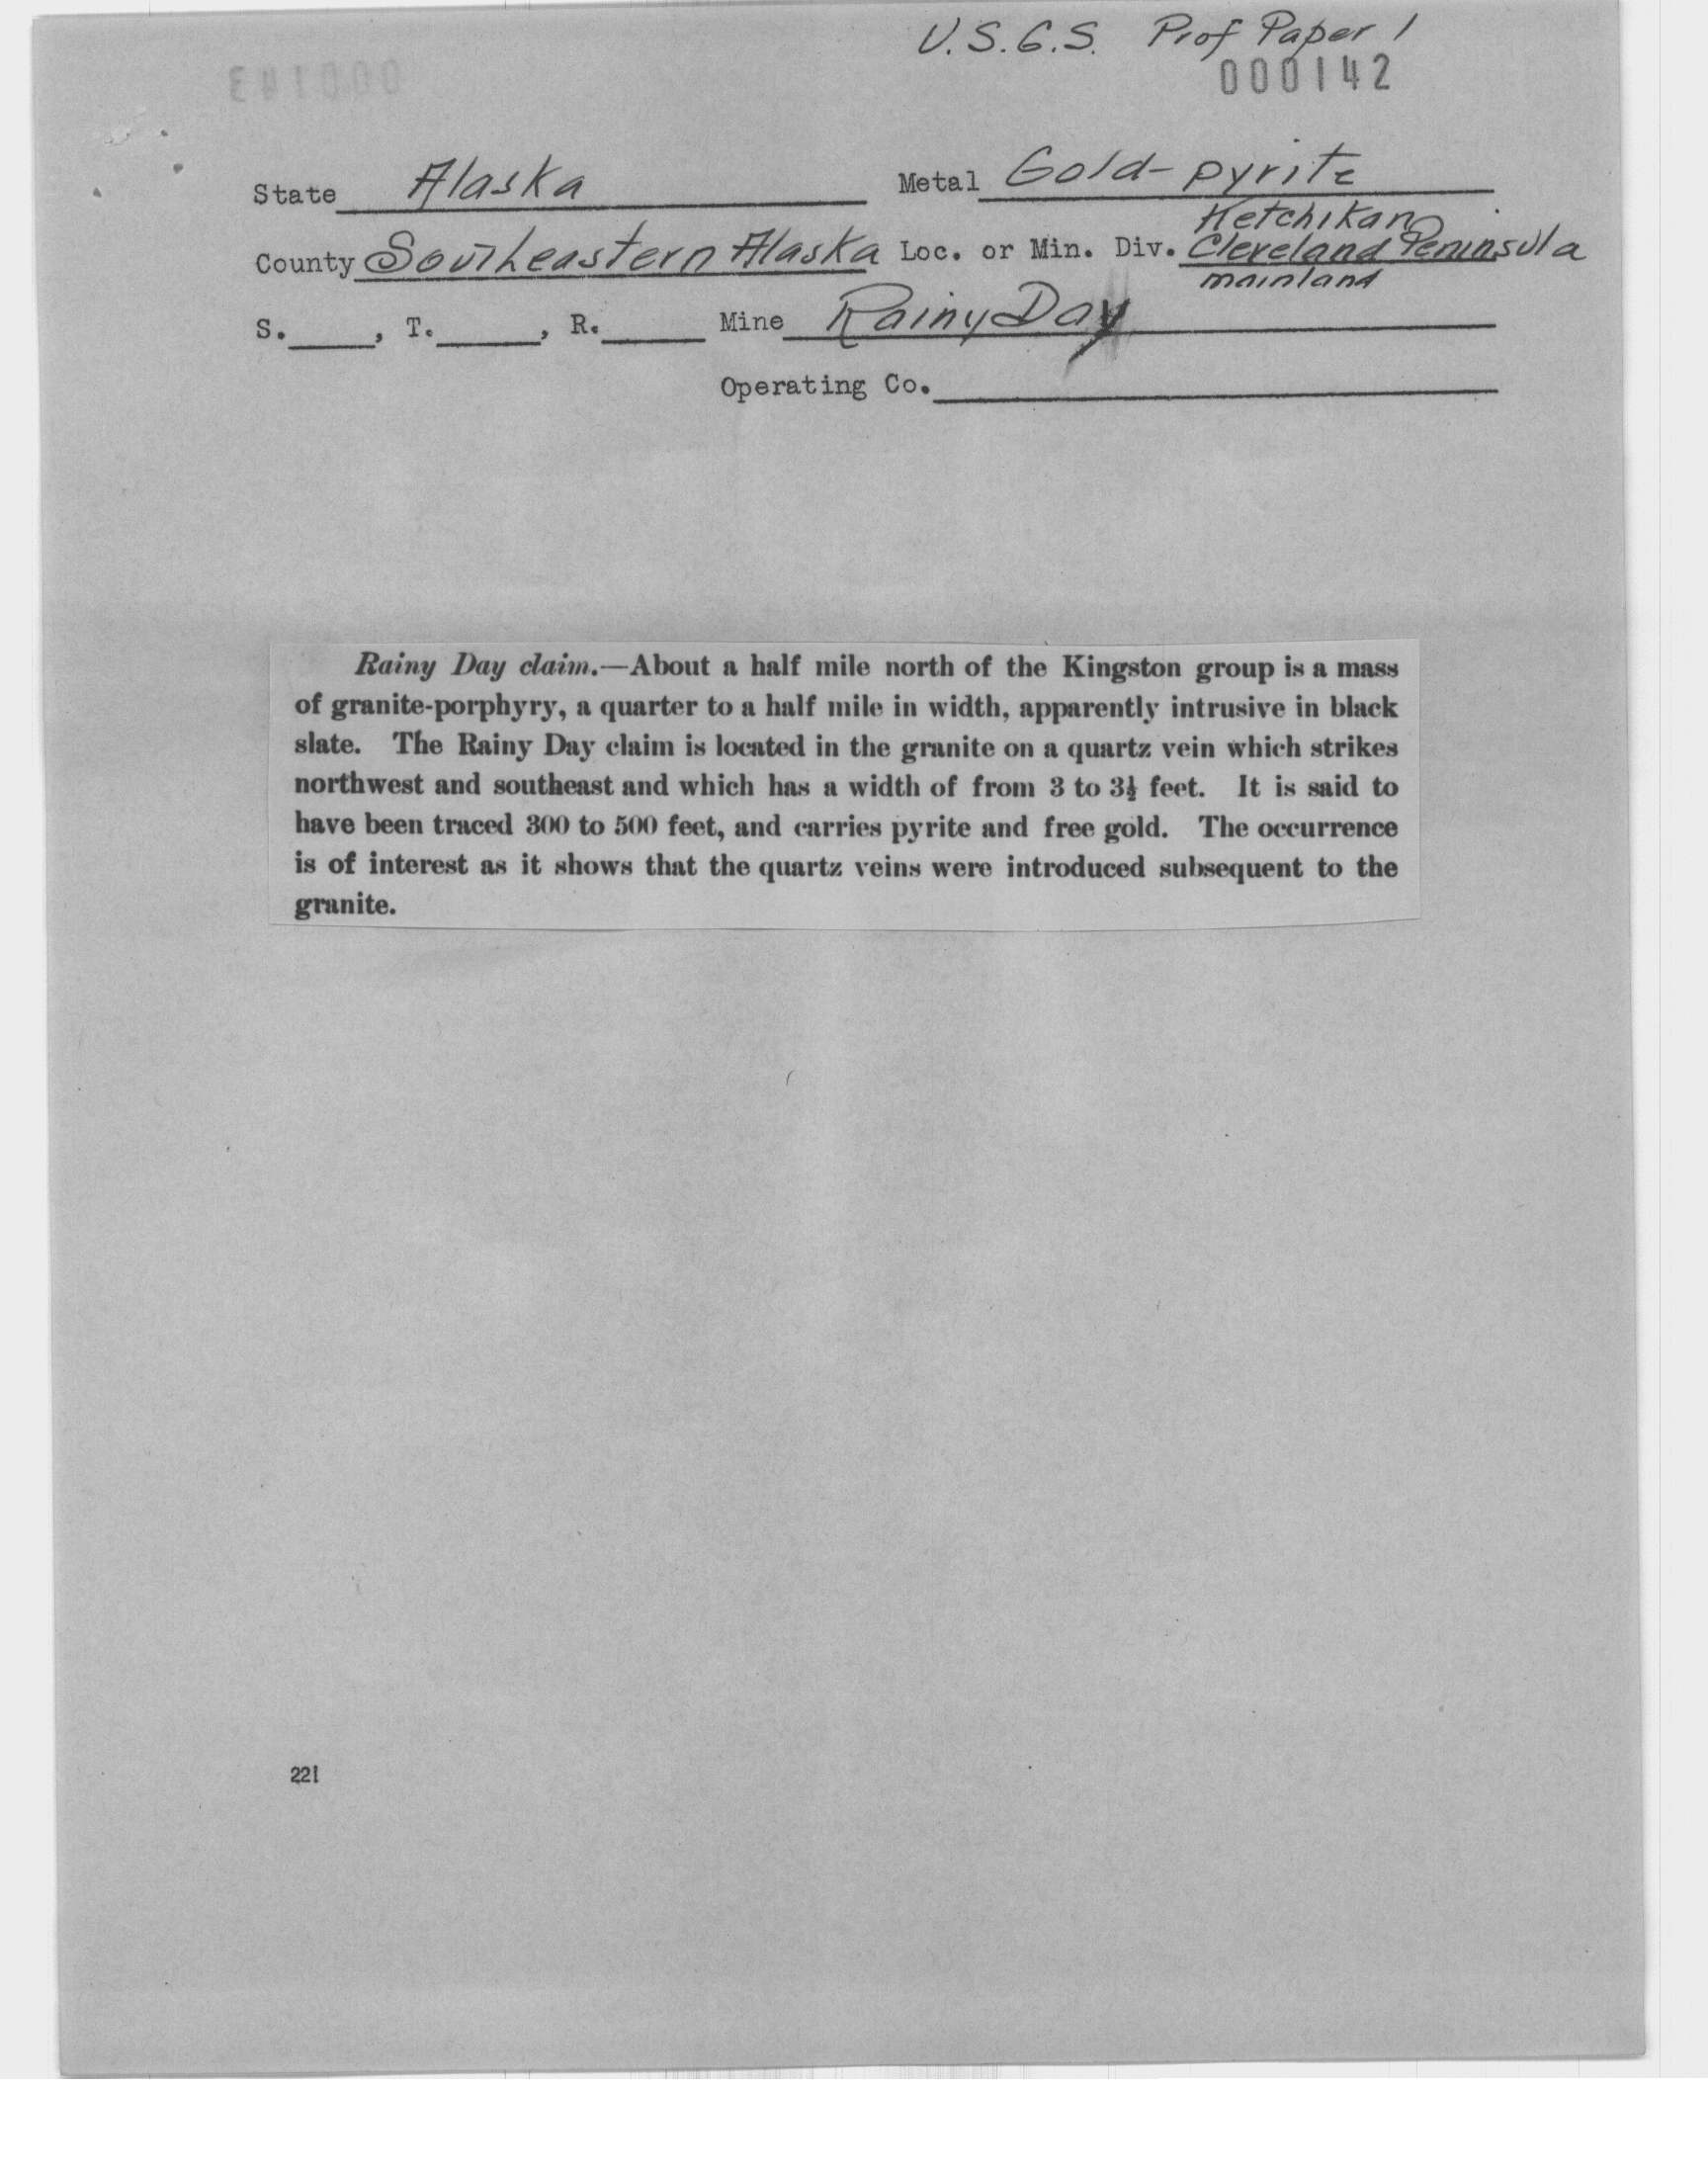 U.S.G.S. Prof Paper 1
000142
State Alaska Metal Gold-pyrite
Ketchikan
County Southeastern Alaska Loc. or Min. Div. Cleveland Peninsula
mainland
S.____, T.____, R.____ Mine Rainy Day
Operating Co.
Rainy Day claim.—About a half mile north of the Kingston group is a mass
of granite-porphyry, a quarter to a half mile in width, apparently intrusive in black
slate. The Rainy Day claim is located in the granite on a quartz vein which strikes
northwest and southeast and which has a width of from 3 to 3½ feet. It is said to
have been traced 300 to 500 feet, and carries pyrite and free gold. The occurrence
is of interest as it shows that the quartz veins were introduced subsequent to the
granite.
221